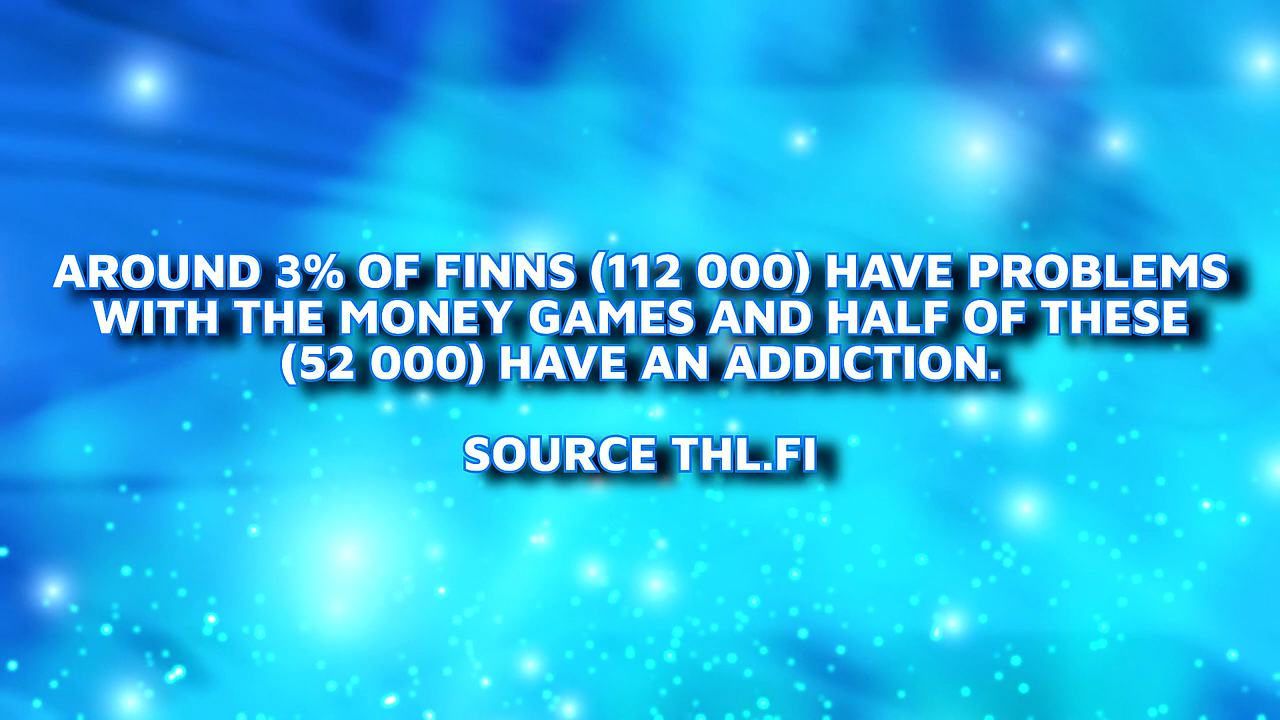 AROUND 3% OF FINNS (112 000) HAVE PROBLEMS
WITH THE MONEY GAMES AND HALF OF THESE
(52 000) HAVE AN ADDICTION.
SOURCE THL.FI